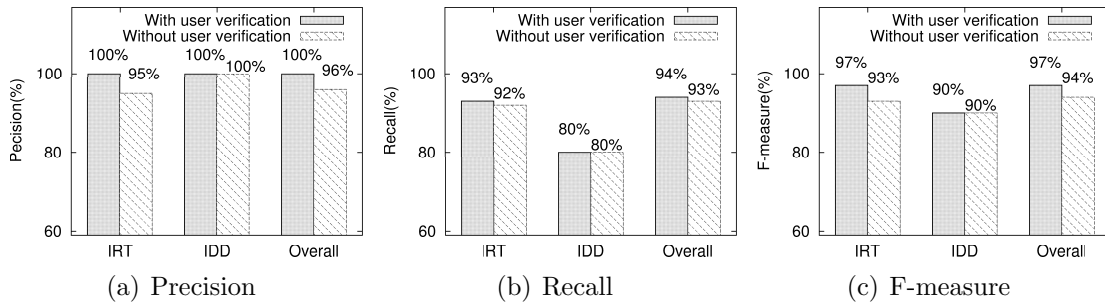 With user verification
Without user verification
100%
95%
100%
100%
100%
96%
100
80
60
Pecision(%)
IRT IDD Overall
(a) Precision
With user verification
Without user verification
93%
92%
80%
80%
94%
93%
100
80
60
Recall(%)
IRT IDD Overall
(b) Recall
With user verification
Without user verification
97%
93%
90%
90%
97%
94%
100
80
60
F-measure(%)
IRT IDD Overall
(c) F-measure